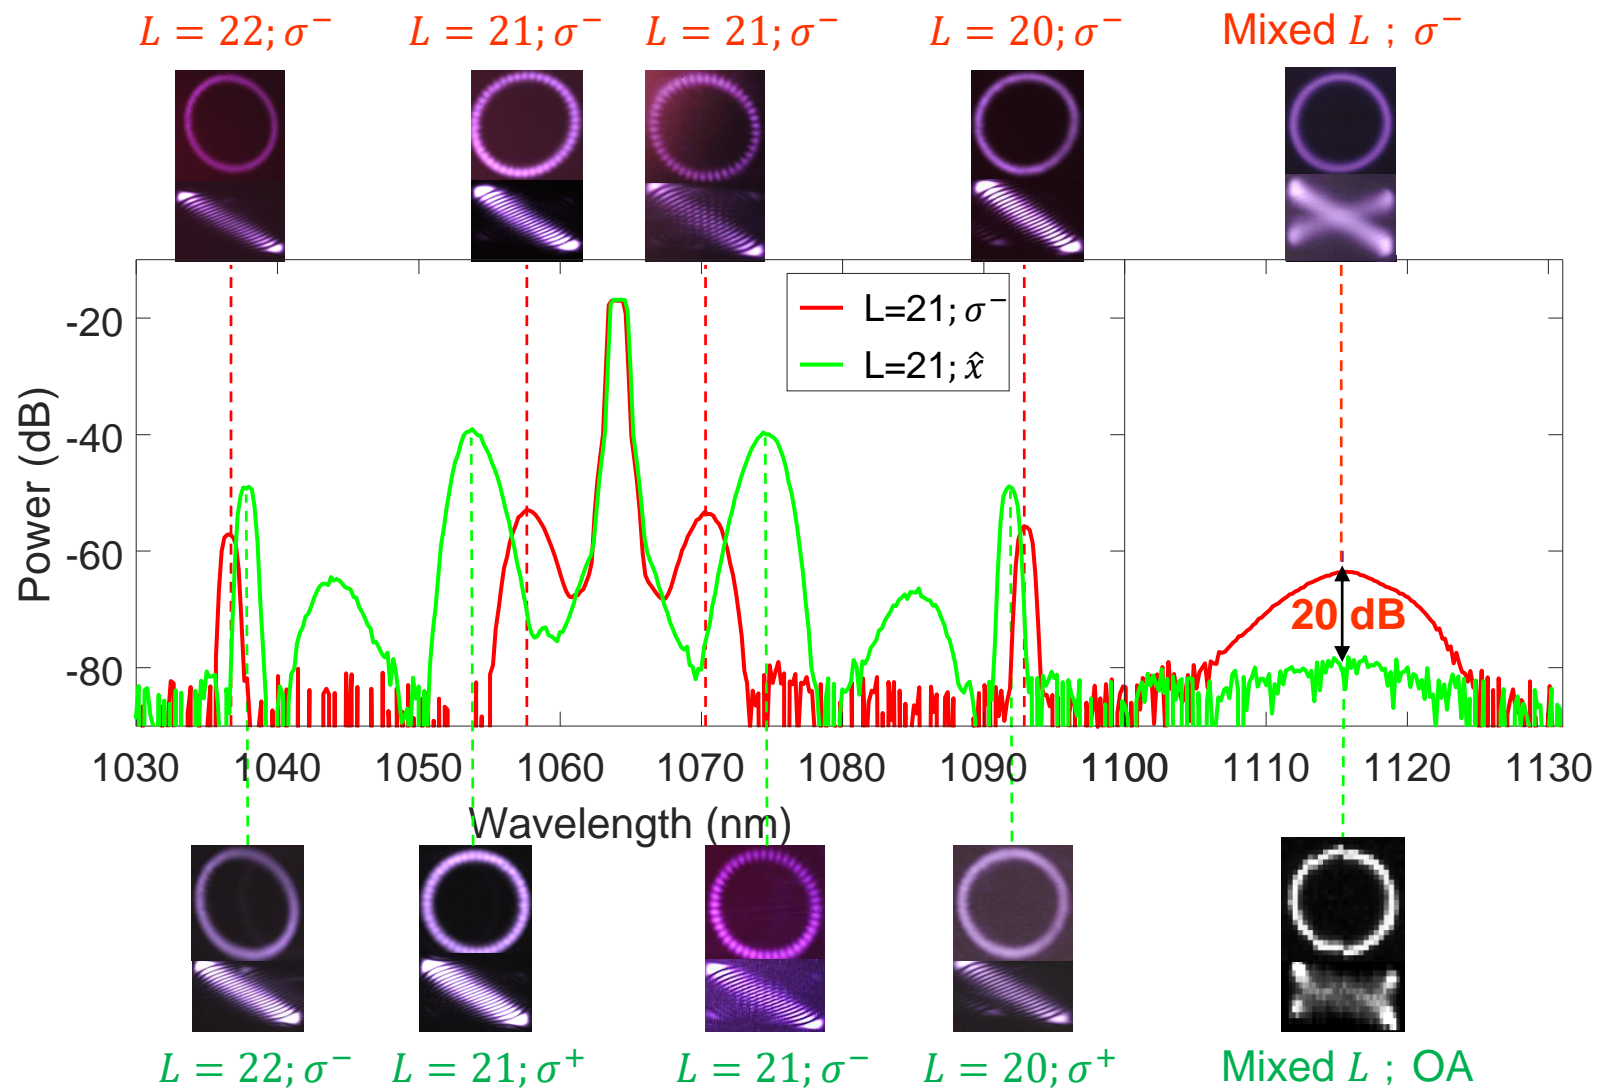 L = 22; σ⁻ L = 21; σ⁻ L = 21; σ⁻ L = 20; σ⁻ Mixed L ; σ⁻
L=21; σ⁻
L=21; x̂
Power (dB)
-20
-40
-60
-80
20 dB
1030 1040 1050 1060 1070 1080 1090 1100 1110 1120 1130
Wavelength (nm)
L = 22; σ⁻ L = 21; σ⁺ L = 21; σ⁻ L = 20; σ⁺ Mixed L ; OA